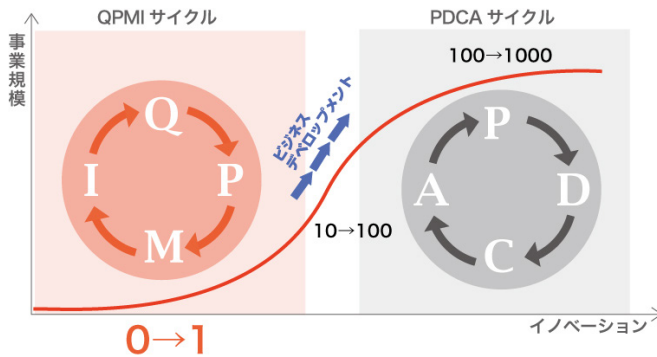 QPMI サイクル
PDCA サイクル
事業規模
Q
P
M
I
ビジネス
デベロップメント
100→1000
P
D
C
A
10→100
イノベーション
0→1